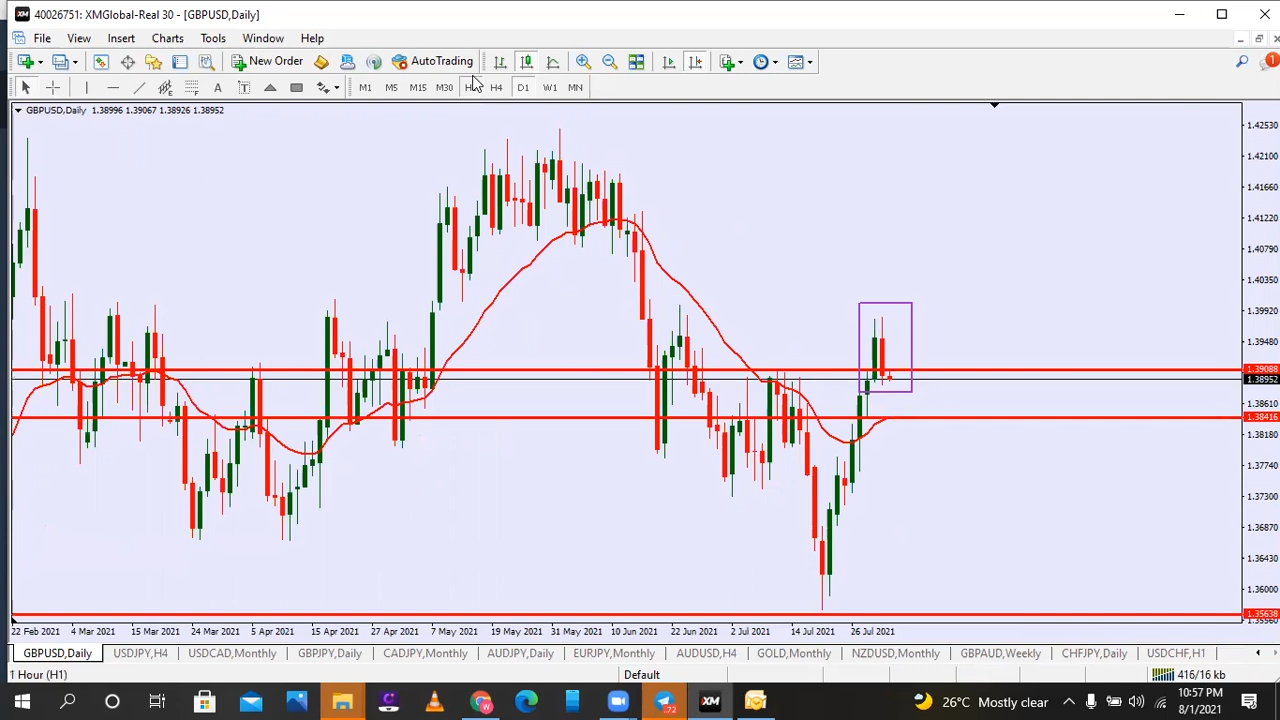 40026751: XMGlobal-Real 30 - [GBPUSD,Daily]
File View Insert Charts Tools Window Help
New Order AutoTrading
A T M1 M5 M15 M30 H4 D1 W1 MN
GBPUSD,Daily 1.38996 1.39067 1.38926 1.38952
1.42530
1.42100
1.41660
1.41220
1.40790
1.40350
1.39920
1.39480
1.39088
1.38952
1.38610
1.38416
1.38180
1.37740
1.37300
1.36870
1.36430
1.36000
1.35638
22 Feb 2021 4 Mar 2021 15 Mar 2021 24 Mar 2021 5 Apr 2021 15 Apr 2021 27 Apr 2021 7 May 2021 19 May 2021 31 May 2021 10 Jun 2021 22 Jun 2021 2 Jul 2021 14 Jul 2021 26 Jul 2021
GBPUSD,Daily USDJPY,H4 USDCAD,Monthly GBPJPY,Daily CADJPY,Monthly AUDJPY,Daily EURJPY,Monthly AUDUSD,H4 GOLD,Monthly NZDUSD,Monthly GBPAUD,Weekly CHFJPY,Daily USDCHF,H1
1 Hour (H1) Default 416/16 kb
72 XM 26°C Mostly clear 10:57 PM
8/1/2021